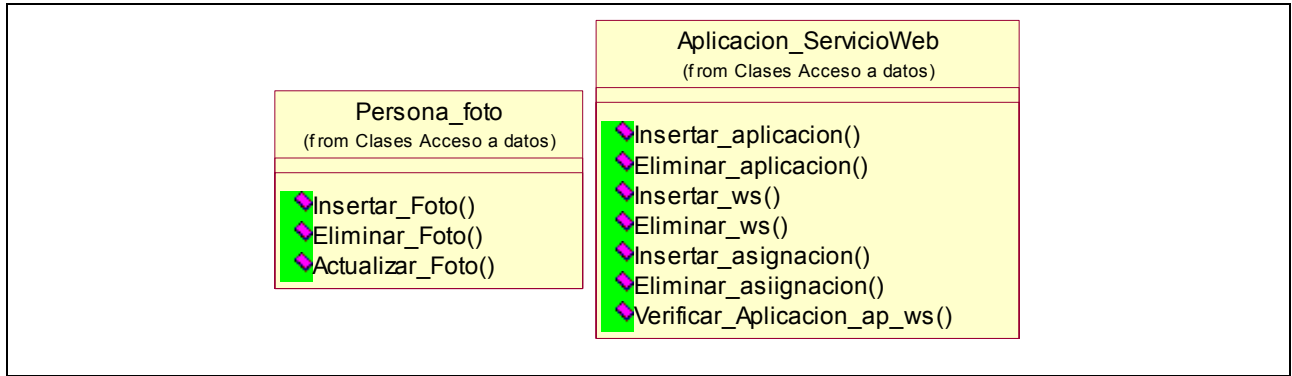 Persona_foto
(from Clases Acceso a datos)
Insertar_Foto()
Eliminar_Foto()
Actualizar_Foto()
Aplicacion_ServicioWeb
(from Clases Acceso a datos)
Insertar_aplicacion()
Eliminar_aplicacion()
Insertar_ws()
Eliminar_ws()
Insertar_asignacion()
Eliminar_asiignacion()
Verificar_Aplicacion_ap_ws()